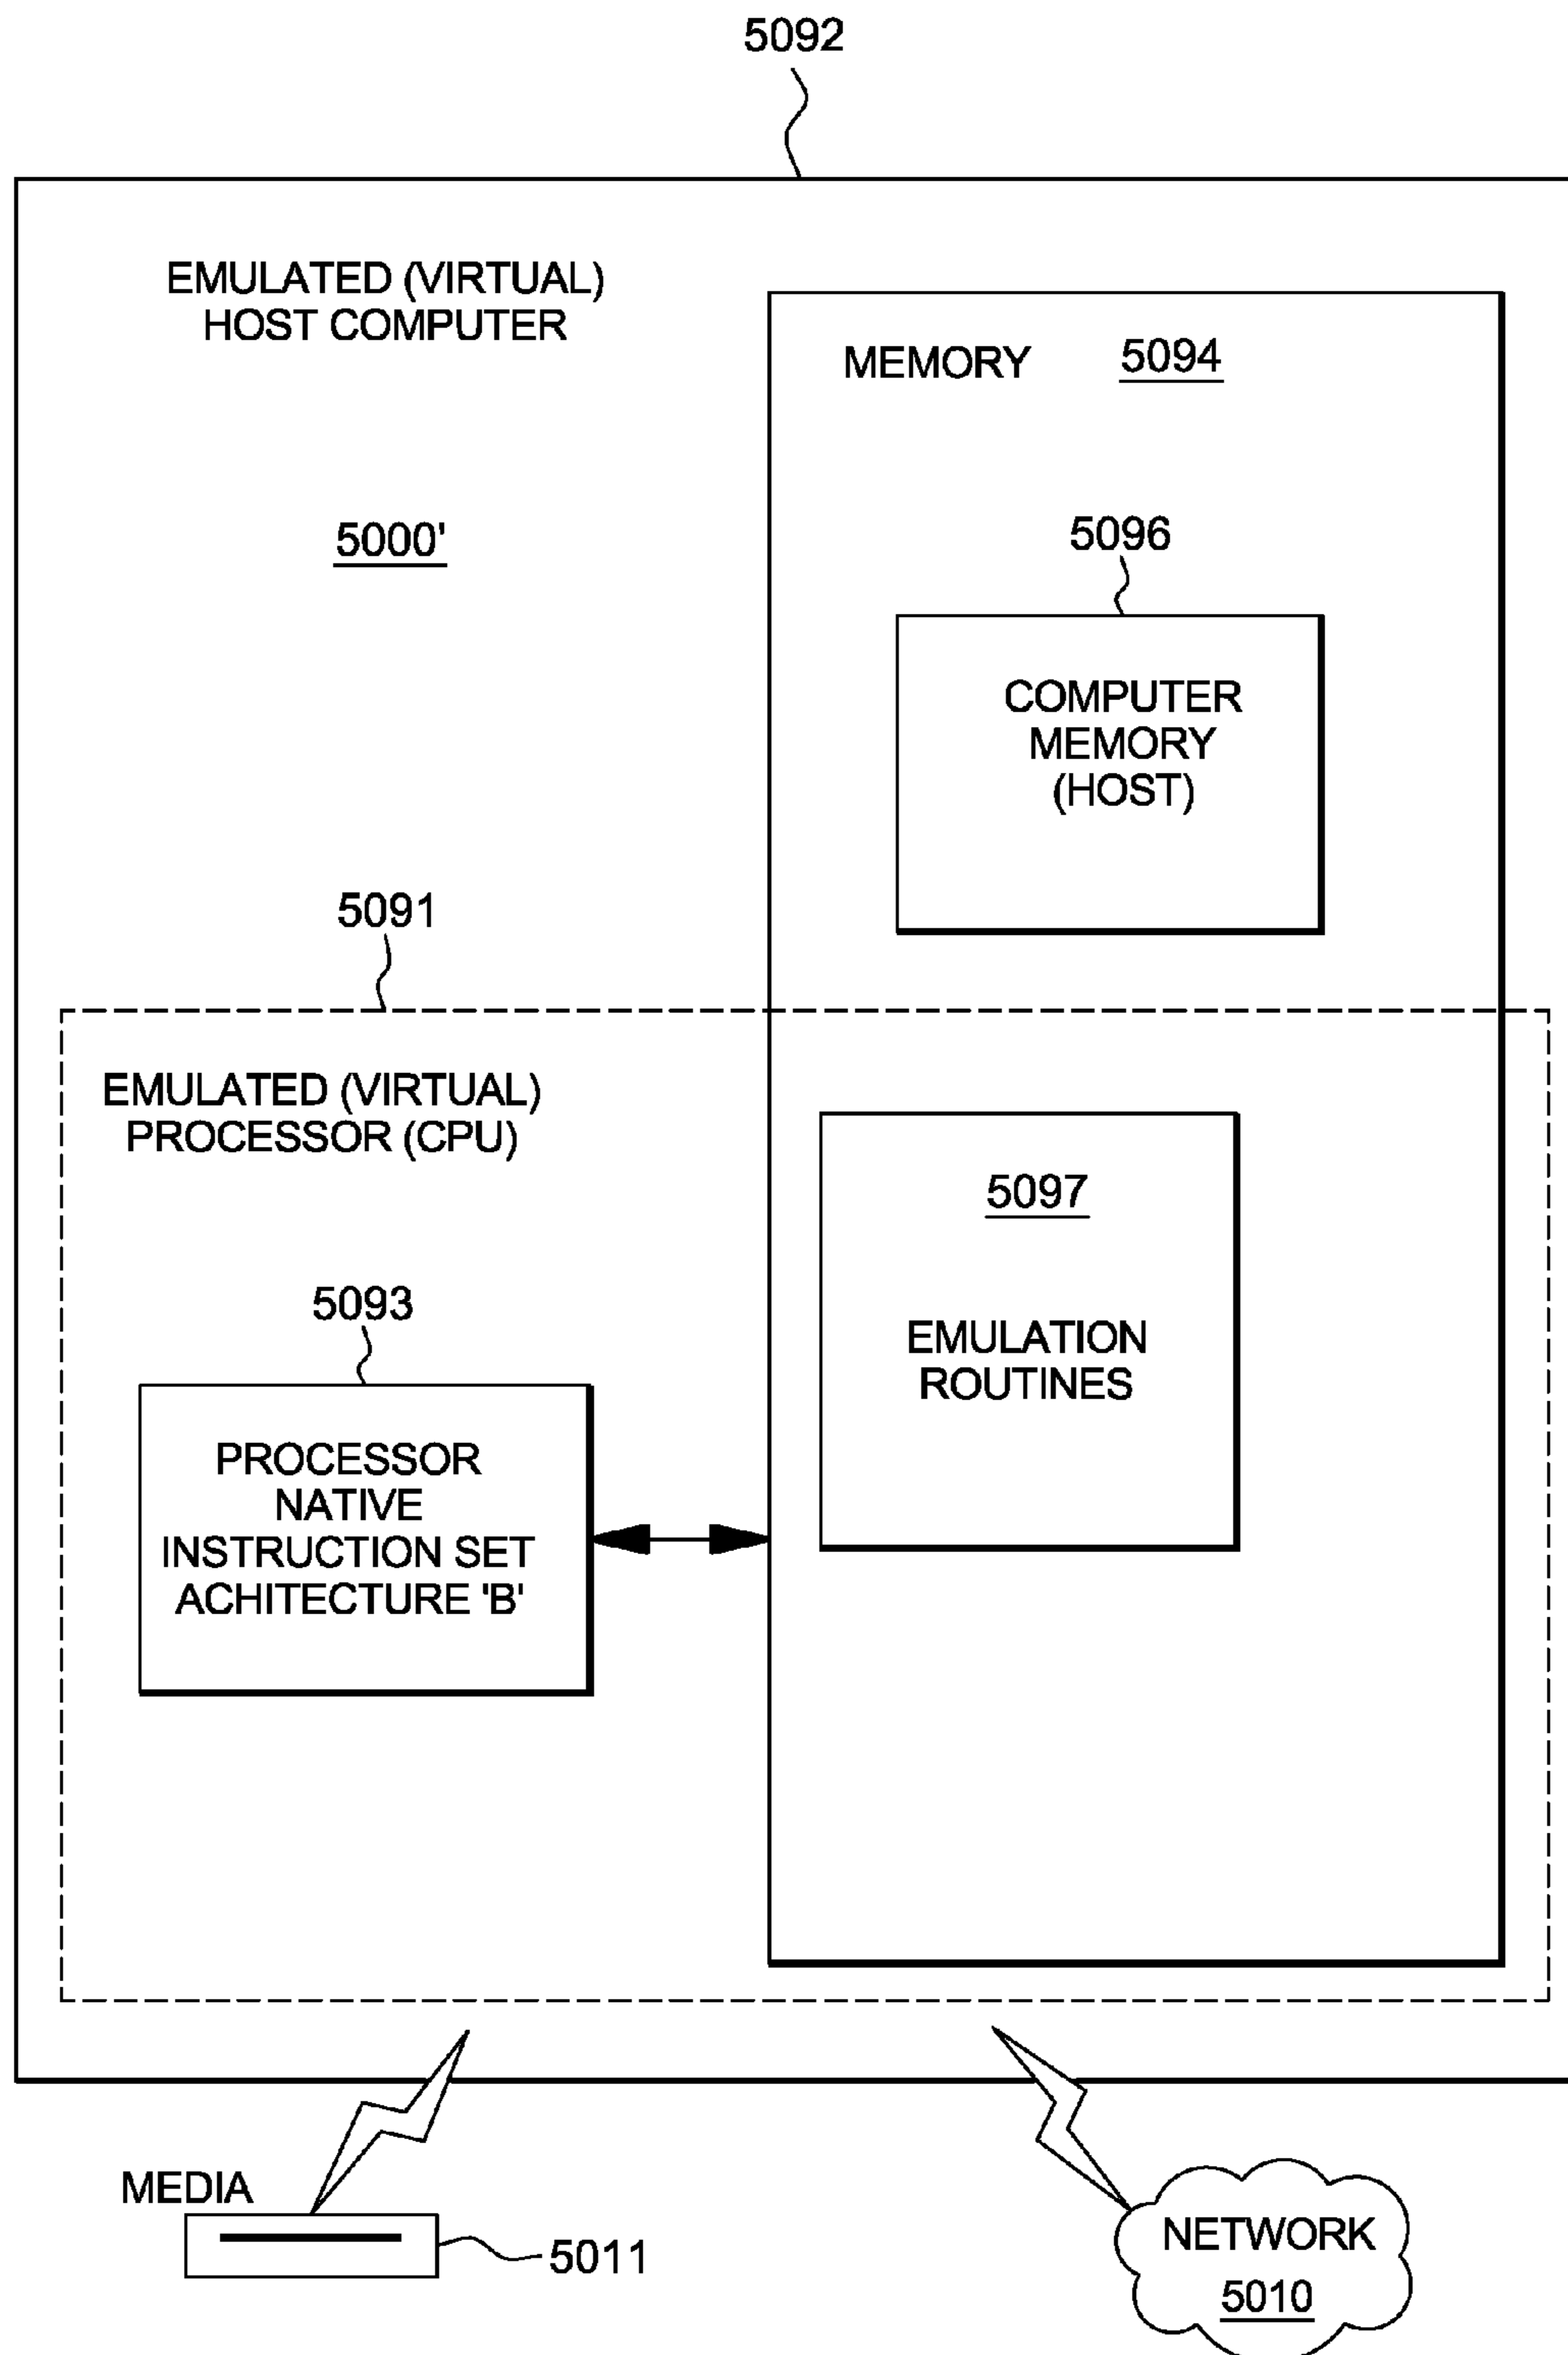 5092
EMULATED (VIRTUAL)
HOST COMPUTER
5000'
MEMORY 5094
5096
COMPUTER
MEMORY
(HOST)
5091
EMULATED (VIRTUAL)
PROCESSOR (CPU)
5097
EMULATION
ROUTINES
5093
PROCESSOR
NATIVE
INSTRUCTION SET
ACHITECTURE 'B'
MEDIA
5011
NETWORK
5010